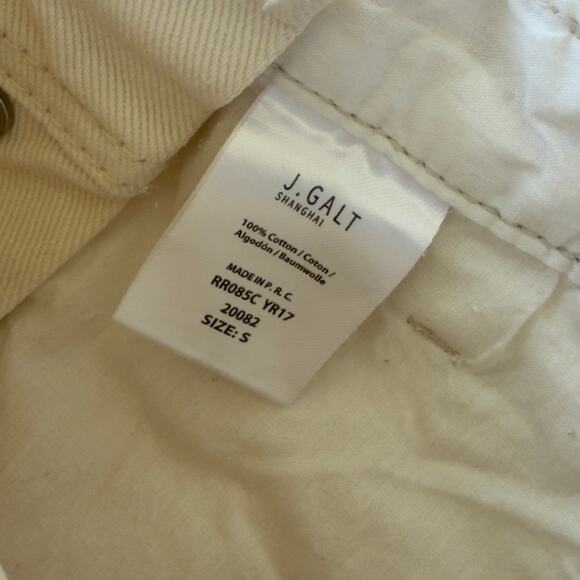 J. GALT
SHANGHAI
100% Cotton / Coton /
Algodón / Baumwolle
MADE IN P. R. C.
RR085C YR17
20082
SIZE: S